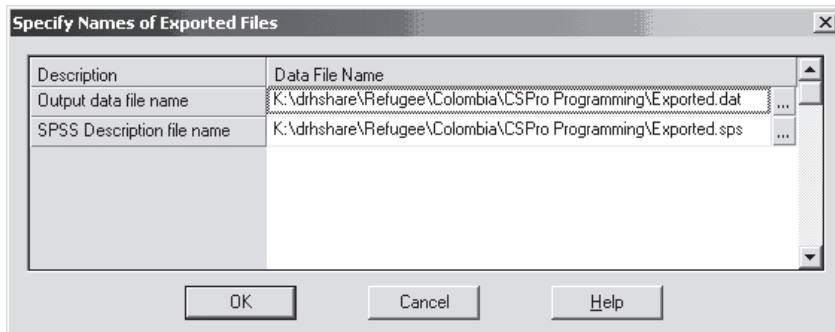 Specify Names of Exported Files
Description Data File Name
Output data file name K:\drhshare\Refugee\Colombia\CSPro Programming\Exported.dat ...
SPSS Description file name K:\drhshare\Refugee\Colombia\CSPro Programming\Exported.sps ...
OK Cancel Help